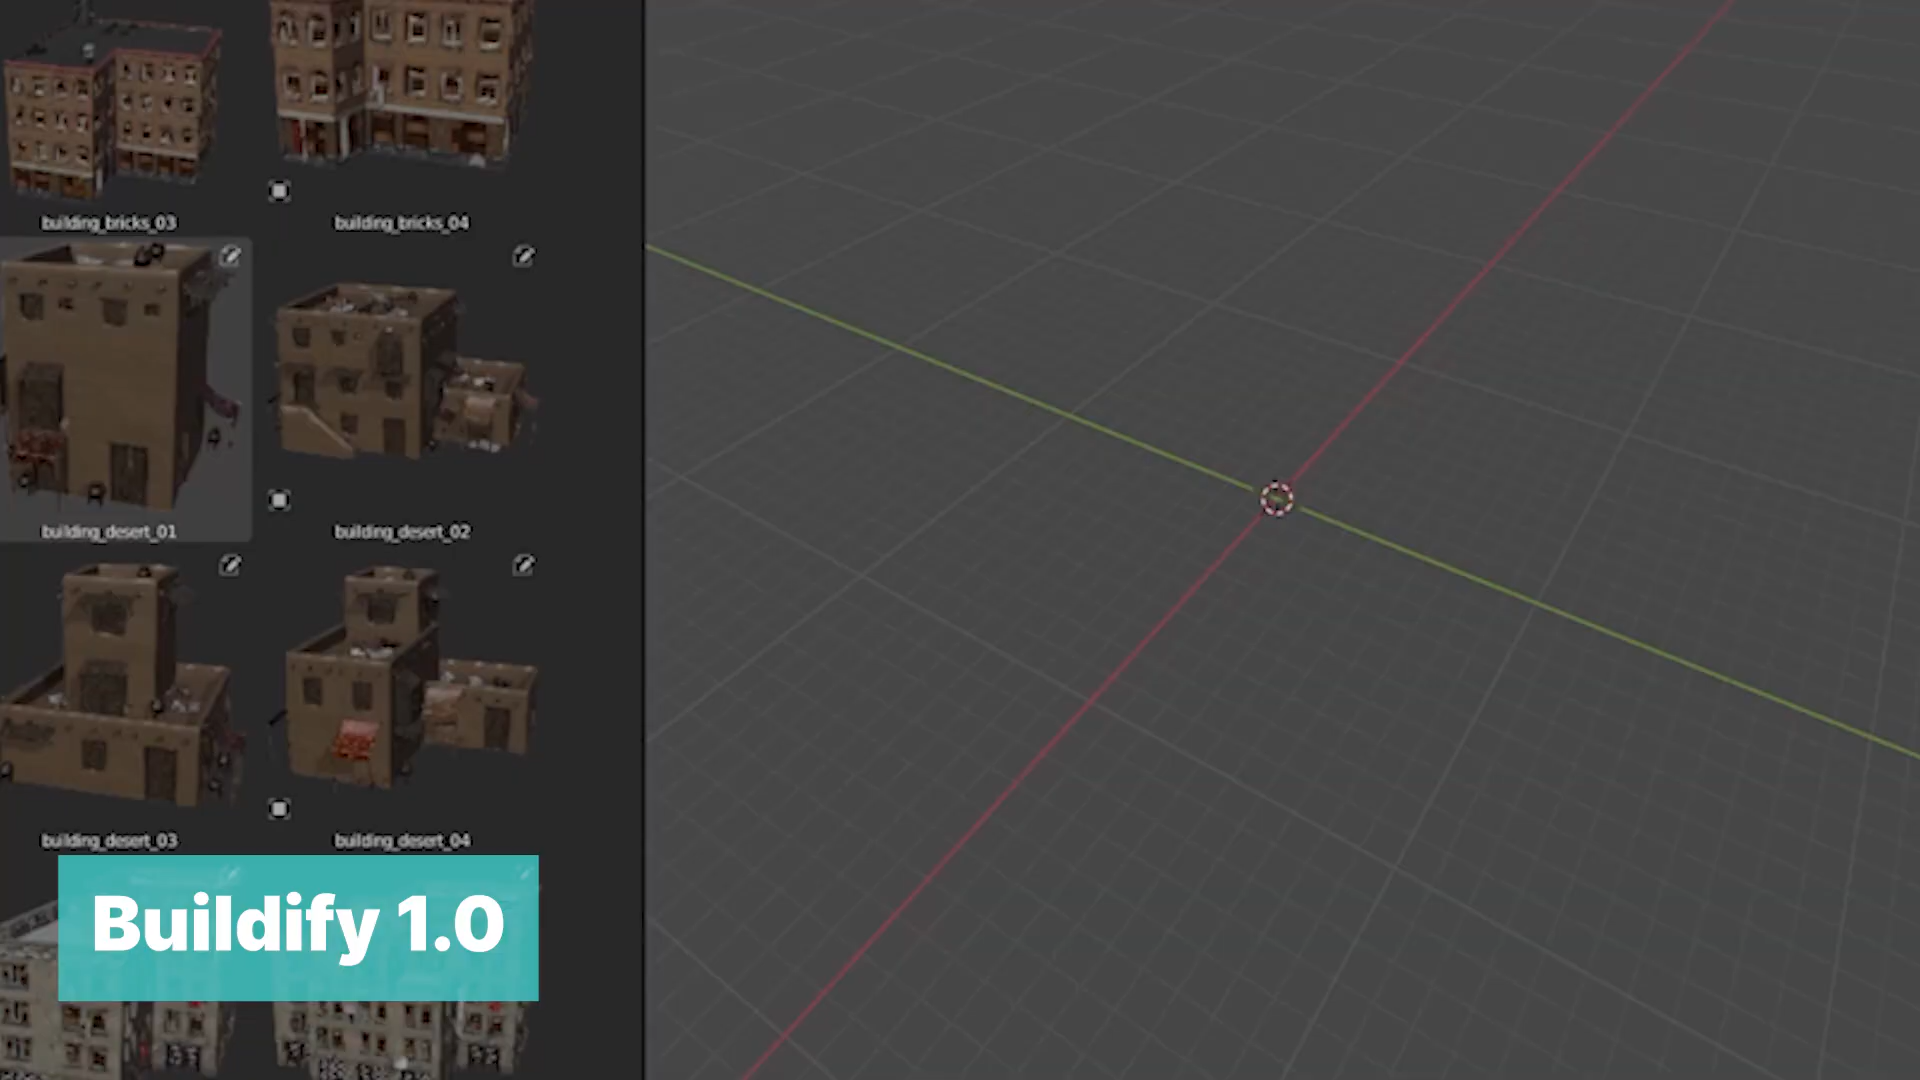 building_bricks_03
building_bricks_04
building_desert_01
building_desert_02
building_desert_03
building_desert_04
Buildify 1.0